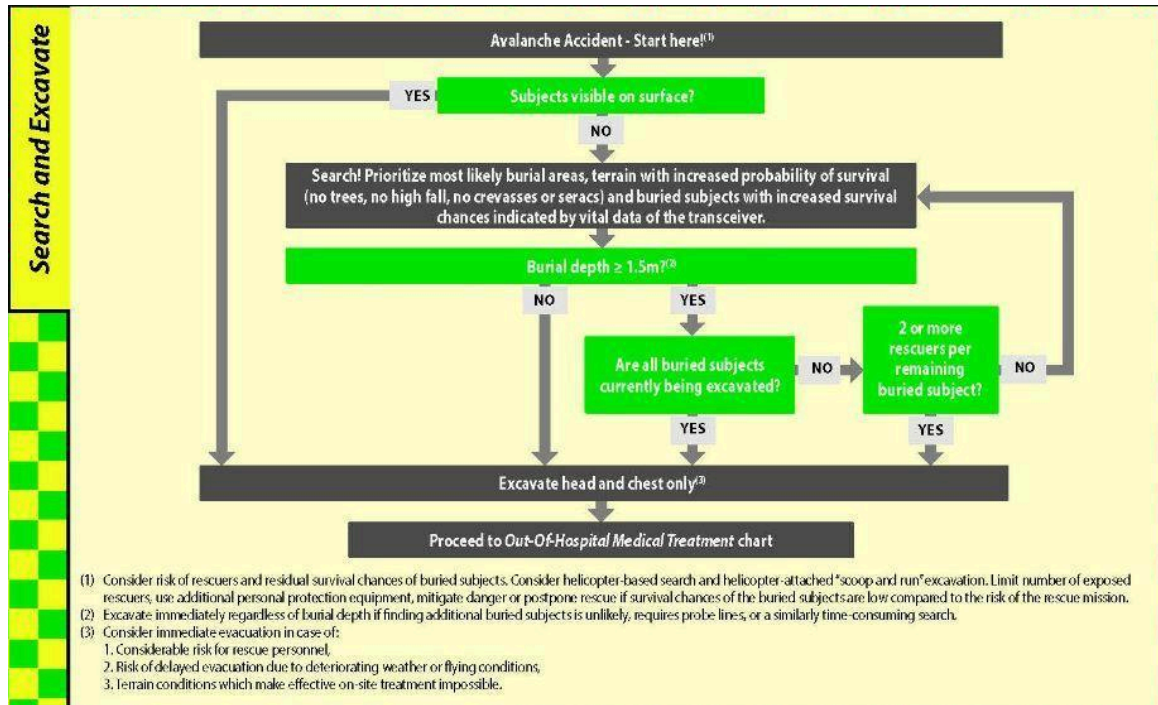 Search and Excavate
Avalanche Accident - Start here!(1)
YES
Subjects visible on surface?
NO
Search! Prioritize most likely burial areas, terrain with increased probability of survival
(no trees, no high fall, no crevasses or seracs) and buried subjects with increased survival
chances indicated by vital data of the transceiver.
Burial depth ≥ 1.5m?(2)
NO
YES
Are all buried subjects
currently being excavated?
NO
2 or more
rescuers per
remaining
buried subject?
NO
YES
YES
Excavate head and chest only(3)
Proceed to Out-Of-Hospital Medical Treatment chart
(1) Consider risk of rescuers and residual survival chances of buried subjects. Consider helicopter-based search and helicopter-attached "scoop and run" excavation. Limit number of exposed
rescuers, use additional personal protection equipment, mitigate danger or postpone rescue if survival chances of the buried subjects are low compared to the risk of the rescue mission.
(2) Excavate immediately regardless of burial depth if finding additional buried subjects is unlikely, requires probe lines, or a similarly time-consuming search.
(3) Consider immediate evacuation in case of:
1. Considerable risk for rescue personnel,
2. Risk of delayed evacuation due to deteriorating weather or flying conditions,
3. Terrain conditions which make effective on-site treatment impossible.